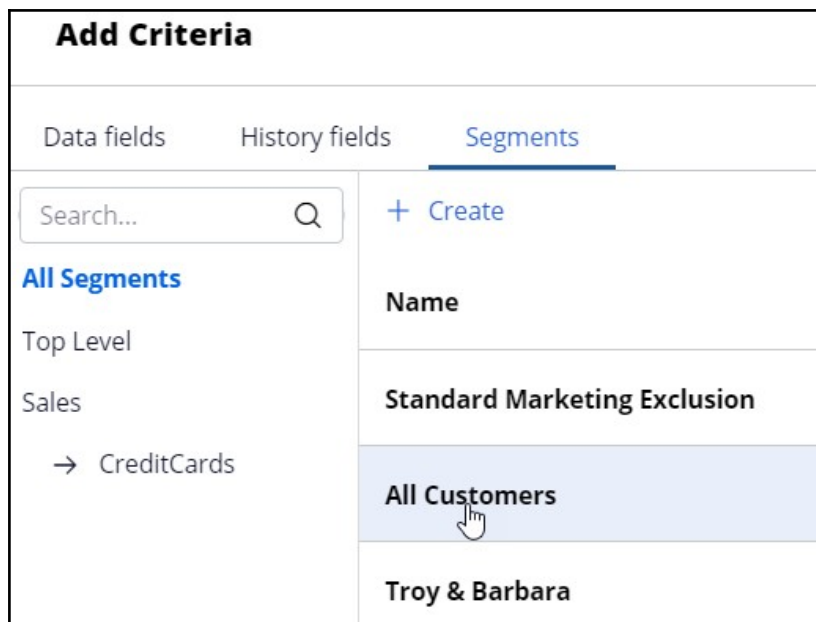 Add Criteria
Data fields
History fields
Segments
Search...
All Segments
Top Level
Sales
→ CreditCards
+ Create
Name
Standard Marketing Exclusion
All Customers
Troy & Barbara